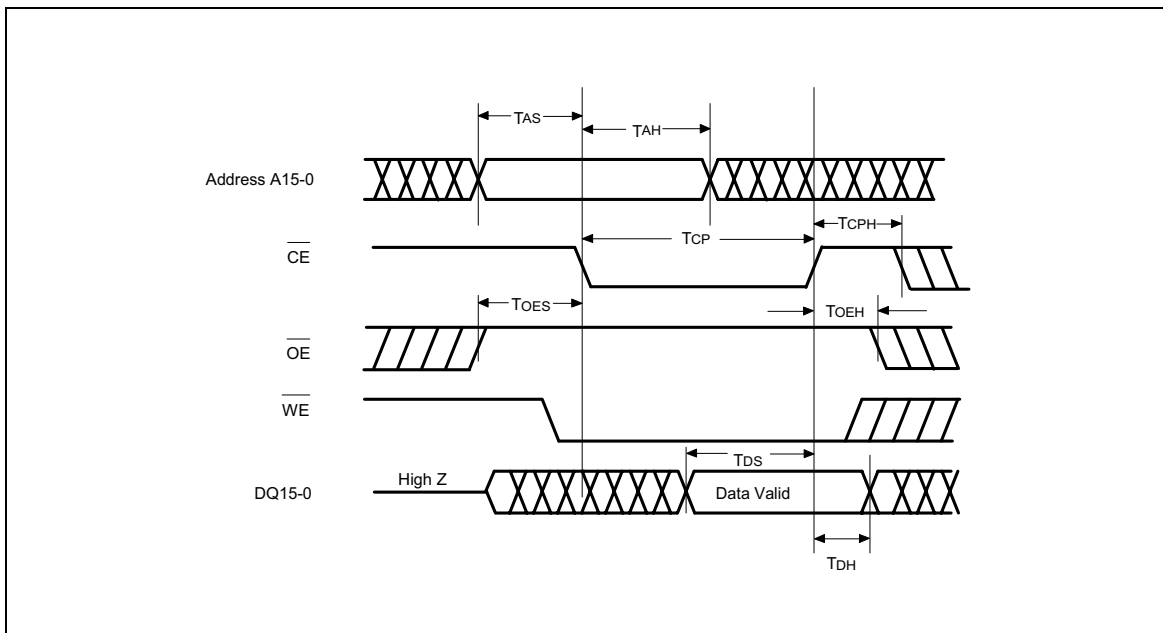 TAS
TAH
Address A15-0
TCPH
TCP
CE
TOES
TOEH
OE
WE
TDS
High Z
DQ15-0
Data Valid
TDH